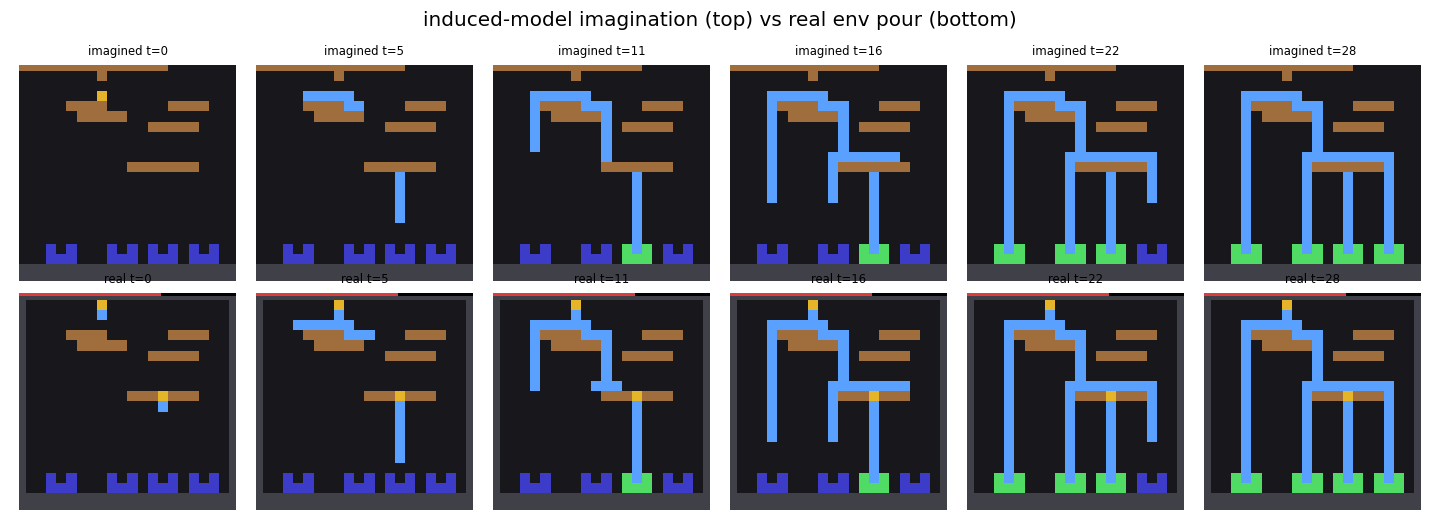 induced-model imagination (top) vs real env pour (bottom)
imagined t=0
imagined t=5
imagined t=11
imagined t=16
imagined t=22
imagined t=28
real t=0
real t=5
real t=11
real t=16
real t=22
real t=28